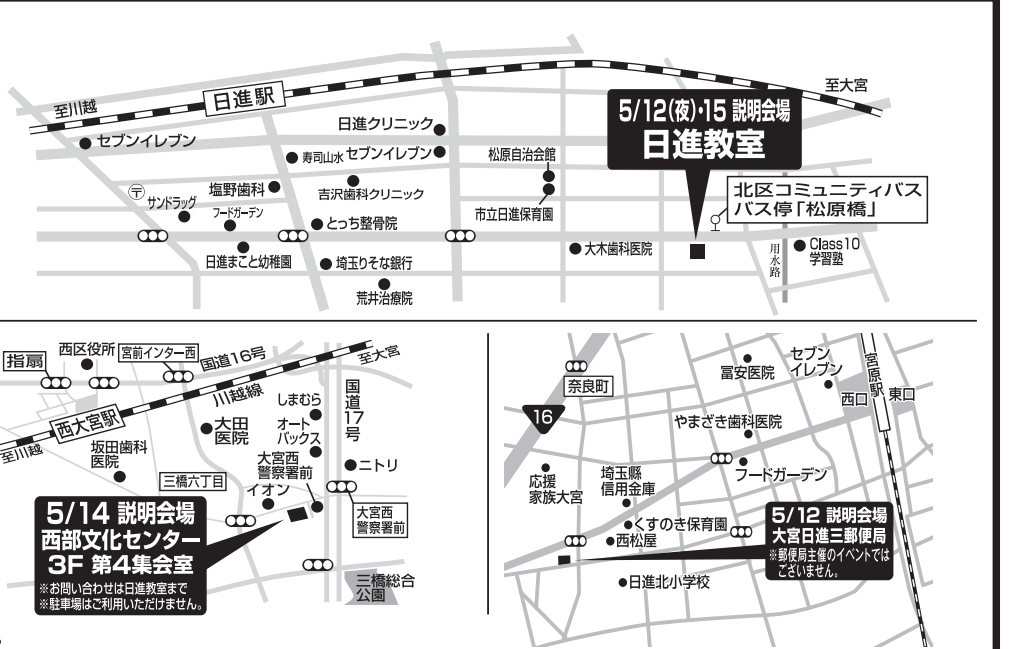 至川越
日進駅
至大宮
セブンイレブン
日進クリニック
寿司山水
セブンイレブン
松原自治会館
5/12(夜)・15 説明会場
日進教室
〒
サンドラッグ
塩野歯科
吉沢歯科クリニック
北区コミュニティバス
バス停「松原橋」
フードガーデン
とっち整骨院
市立日進保育園
日進まこと幼稚園
埼玉りそな銀行
大木歯科医院
用水路
Class10
学習塾
荒井治療院
指扇
西区役所
宮前インター西
国道16号
至大宮
川越線
西大宮駅
至川越
しまむら
国道17号
大田
医院
オート
バックス
坂田歯科
医院
大宮西
警察署前
ニトリ
三橋六丁目
イオン
大宮西
警察署前
5/14 説明会場
西部文化センター
3F 第4集会室
※お問い合わせは日進教室まで
※駐車場はご利用いただけません。
三橋総合
公園
奈良町
16
冨安医院
セブン
イレブン
宮原駅
西口
東口
やまざき歯科医院
フードガーデン
応援
家族大宮
埼玉縣
信用金庫
くすのき保育園
西松屋
5/12 説明会場
大宮日進三郵便局
※郵便局主催のイベントでは
ございません。
日進北小学校